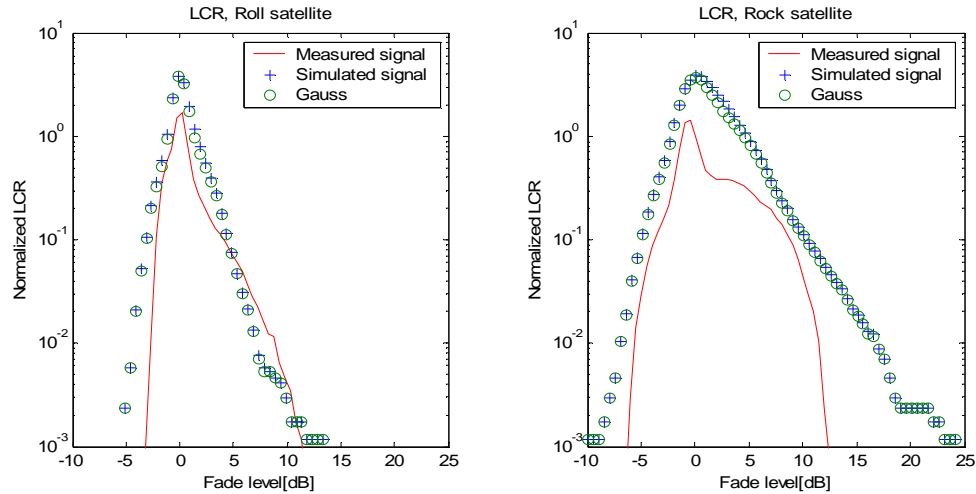 LCR, Roll satellite
10^1
10^0
10^-1
10^-2
10^-3
Normalized LCR
Measured signal
Simulated signal
Gauss
-10 -5 0 5 10 15 20 25
Fade level[dB]
LCR, Rock satellite
10^1
10^0
10^-1
10^-2
10^-3
Normalized LCR
Measured signal
Simulated signal
Gauss
-10 -5 0 5 10 15 20 25
Fade level[dB]